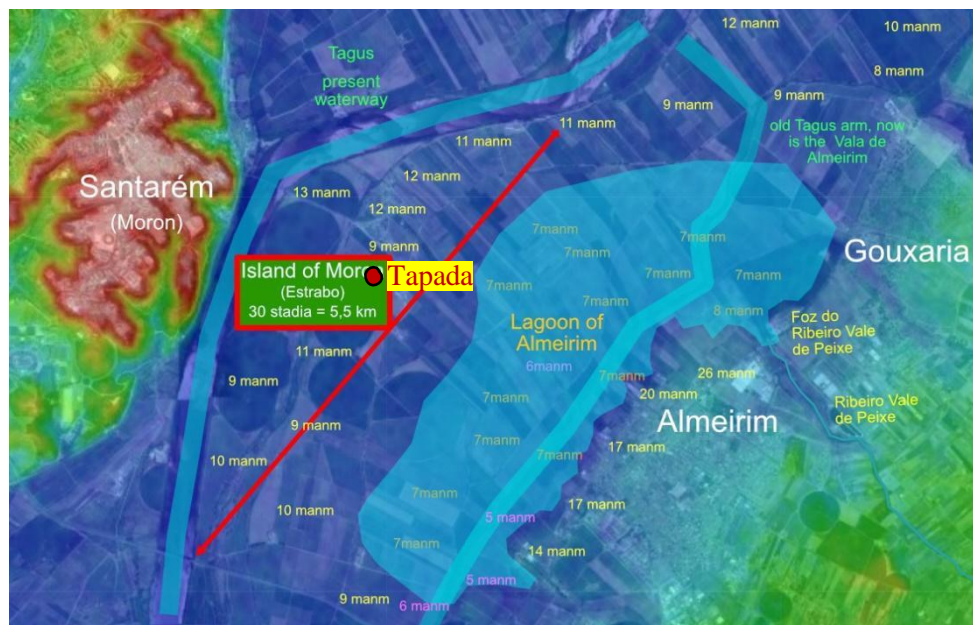 12 manm
10 manm
Tagus
present
waterway
8 manm
9 manm
9 manm
11 manm
old Tagus arm, now
is the Vala de
Almeirim
11 manm
12 manm
Santarém
(Moron)
13 manm
12 manm
7manm
7manm
9 manm
7manm
Gouxaria
Island of Moron
(Estrabo)
30 stadia = 5,5 km
Tapada
7manm
7manm
7manm
7manm
8 manm
Lagoon of
Almeirim
Foz do
Ribeiro Vale
de Peixe
11 manm
6manm
7manm
26 manm
9 manm
20 manm
7manm
Ribeiro Vale
de Peixe
Almeirim
9 manm
7manm
17 manm
7manm
10 manm
7manm
17 manm
10 manm
5 manm
7manm
14 manm
5 manm
9 manm
6 manm